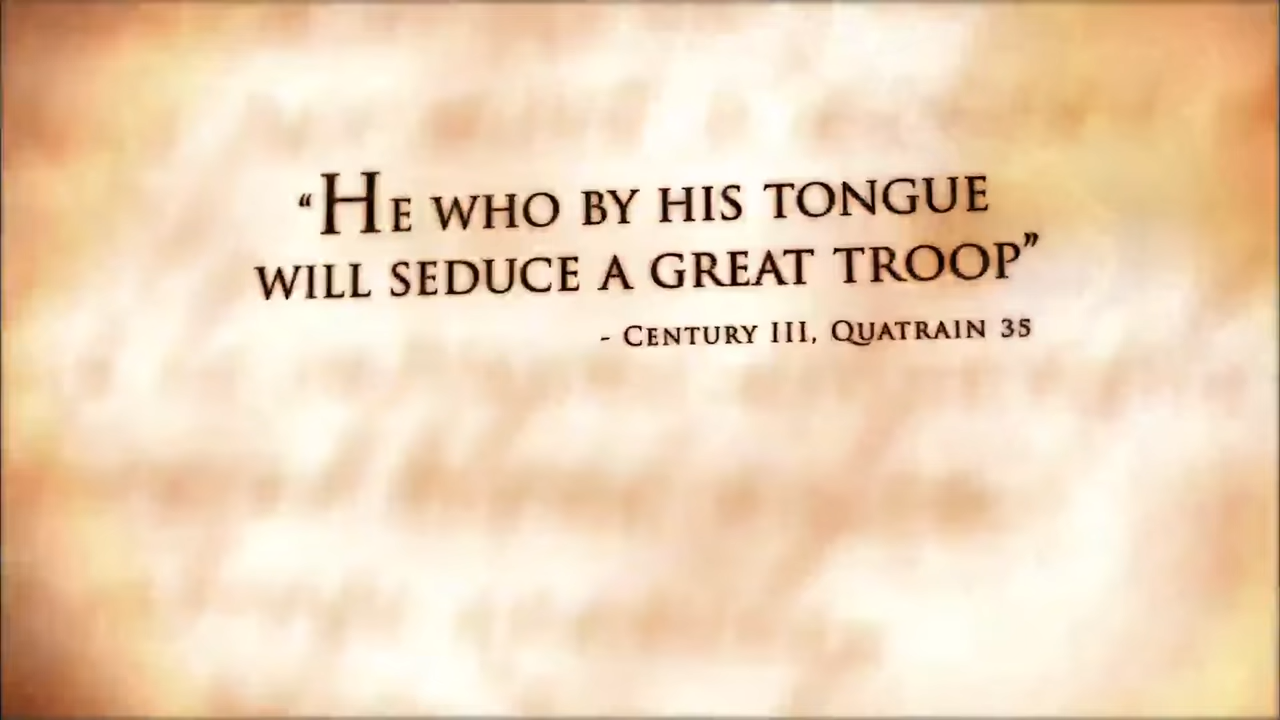 “He who by his tongue
will seduce a great troop”
- Century III, Quatrain 35